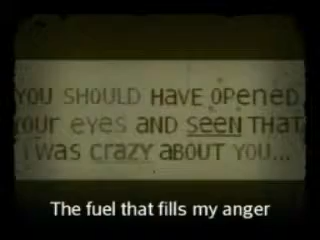 YOU SHOULD HavE OPeneD
YOUr eyes aND seeN THaT
I was crazy aBOUT YOU...
The fuel that fills my anger